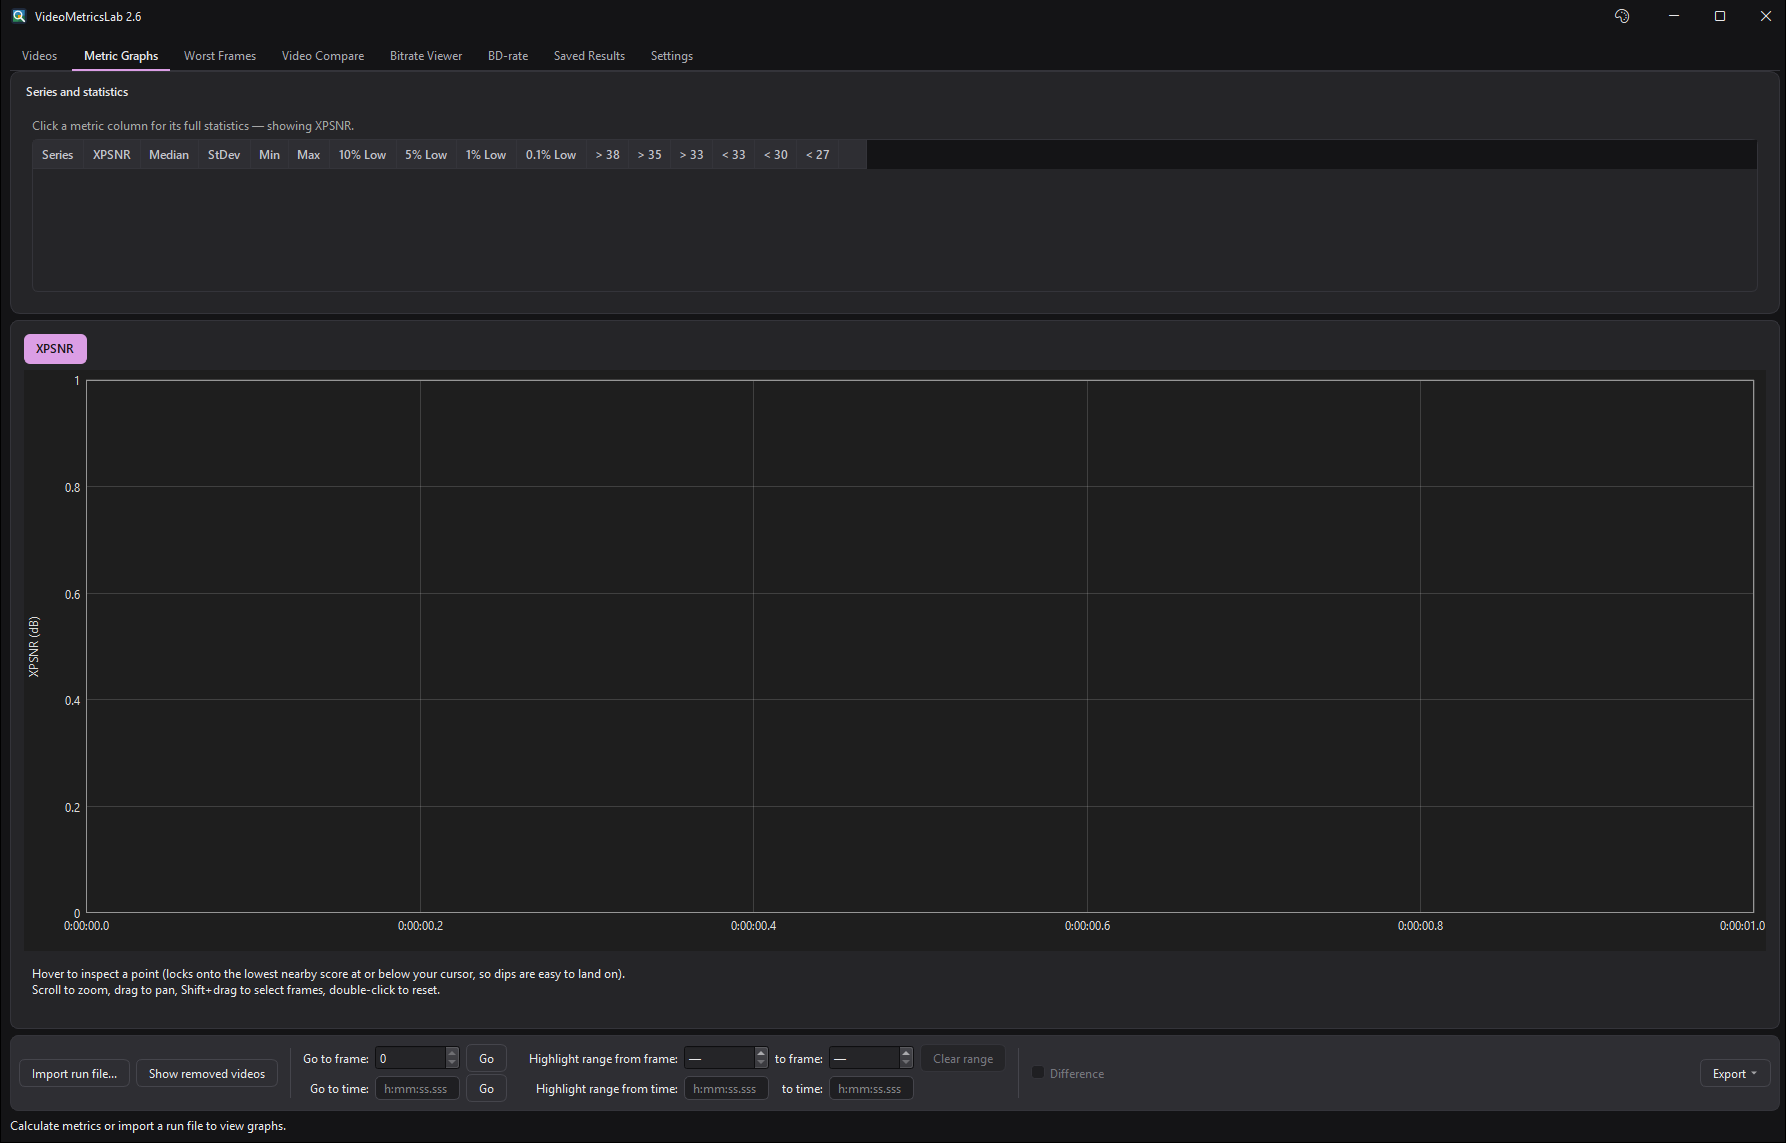 VideoMetricsLab 2.6
Videos Metric Graphs Worst Frames Video Compare Bitrate Viewer BD-rate Saved Results Settings
Series and statistics
Click a metric column for its full statistics — showing XPSNR.
Series XPSNR Median StDev Min Max 10% Low 5% Low 1% Low 0.1% Low > 38 > 35 > 33 < 33 < 30 < 27
XPSNR
XPSNR (dB)
1
0.8
0.6
0.4
0.2
0
0:00:00.0 0:00:00.2 0:00:00.4 0:00:00.6 0:00:00.8 0:00:01.0
Hover to inspect a point (locks onto the lowest nearby score at or below your cursor, so dips are easy to land on).
Scroll to zoom, drag to pan, Shift+drag to select frames, double-click to reset.
Import run file... Show removed videos
Go to frame: 0 Go Highlight range from frame: — to frame: — Clear range
Go to time: h:mm:ss.sss Go Highlight range from time: h:mm:ss.sss to time: h:mm:ss.sss
Difference
Export
Calculate metrics or import a run file to view graphs.